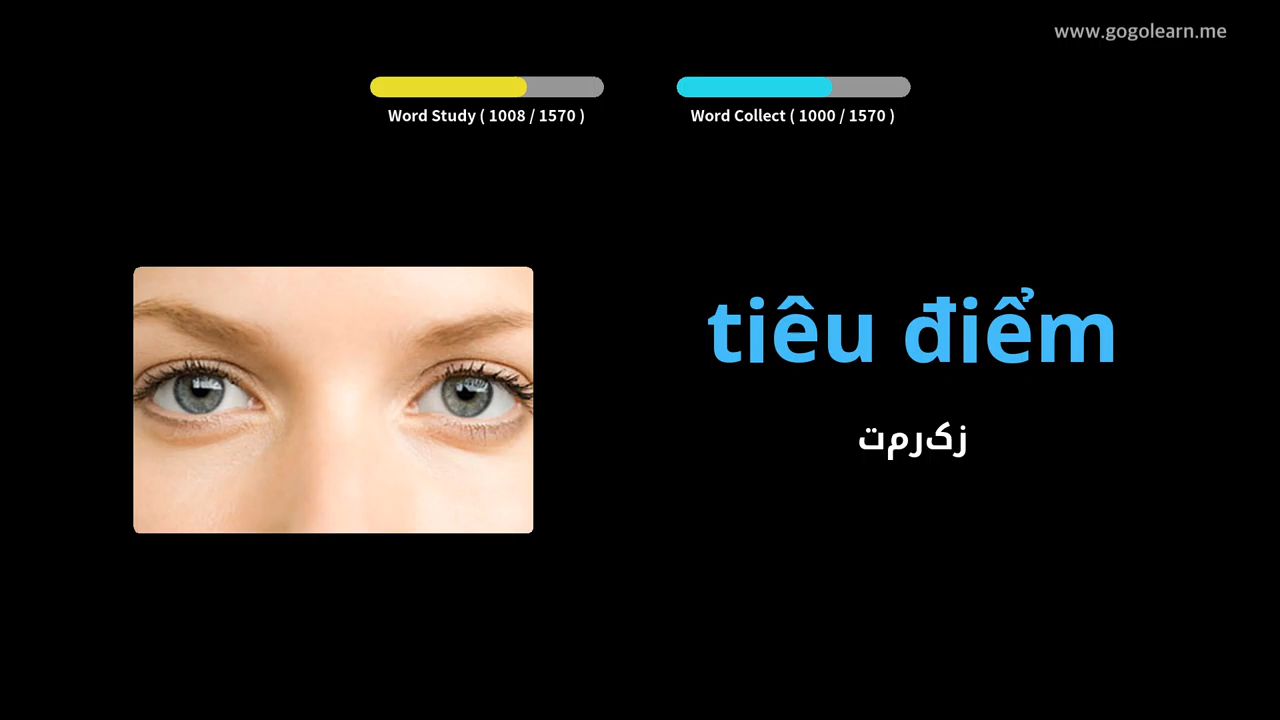 www.gogolearn.me
Word Study ( 1008 / 1570 )
Word Collect ( 1000 / 1570 )
tiêu điểm
زکرمت